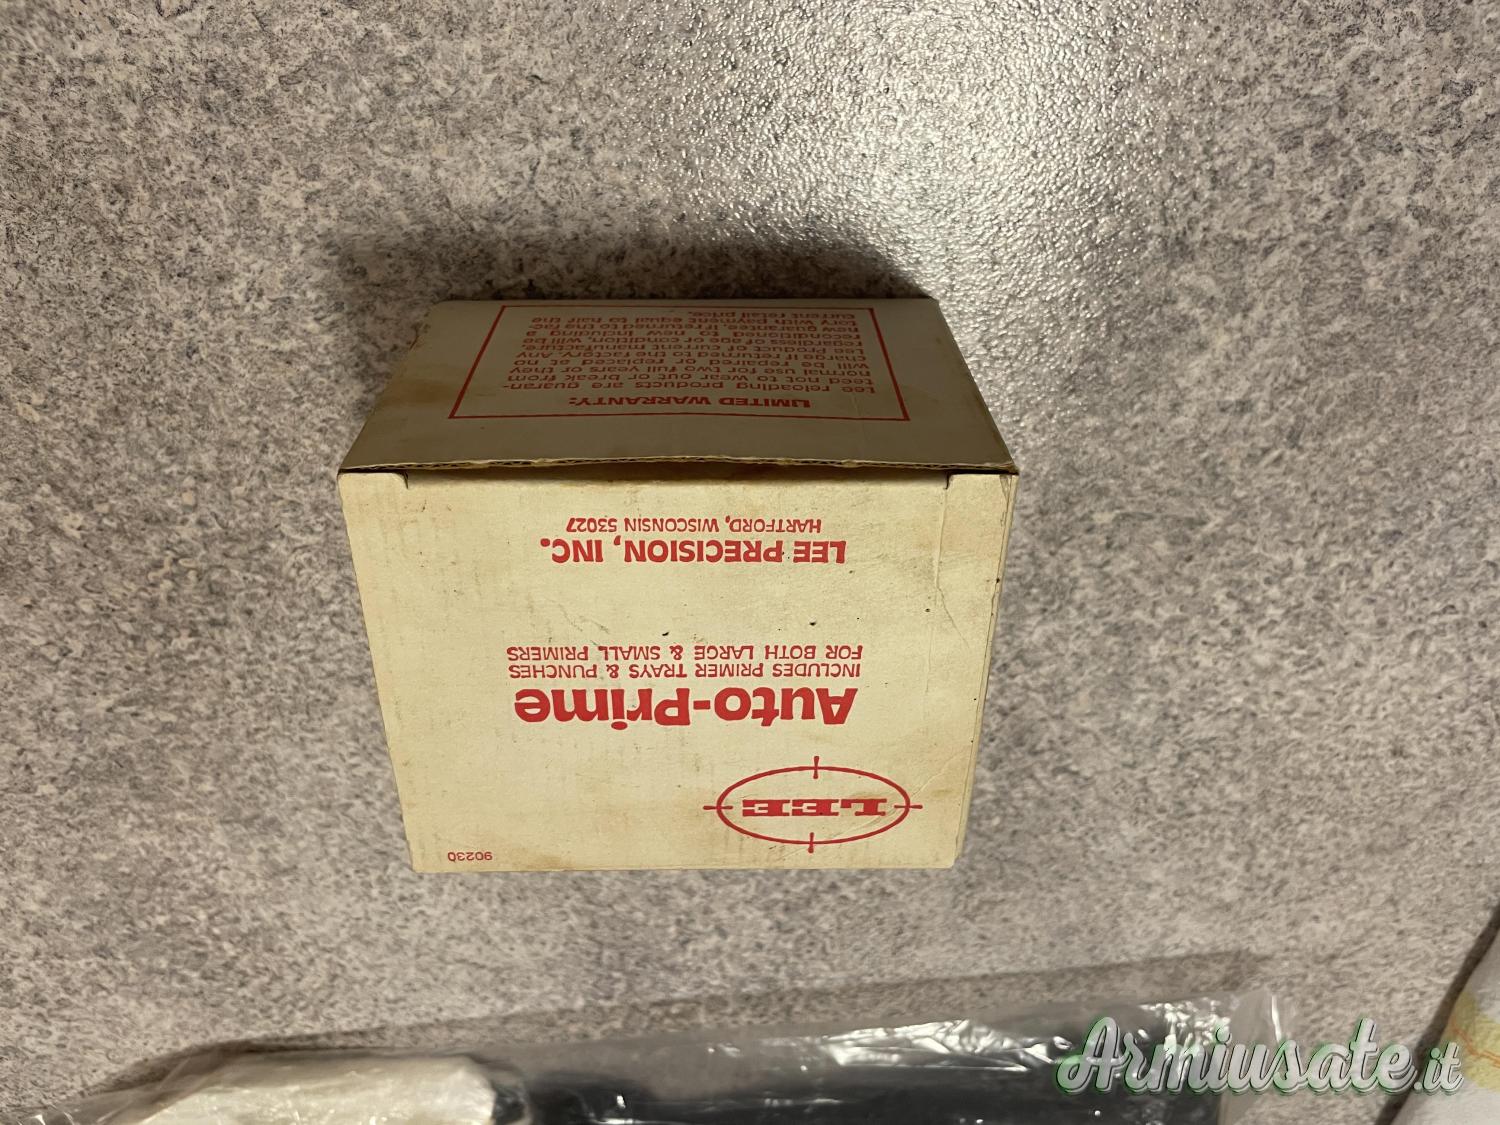 90230
LEE
Auto-Prime
INCLUDES PRIMER TRAYS & PUNCHES
FOR BOTH LARGE & SMALL PRIMERS
LEE PRECISION, INC.
HARTFORD, WISCONSIN 53027
LIMITED WARRANTY:
Lee reloading products are guaran-
teed not to wear out or break from
normal use for two full years or they
will be repaired or replaced at no
charge if returned to the factory. Any
Lee Product of current manufacture,
regardless of age or condition, will be
reconditioned to new including a
new guarantee, if returned to the fac-
tory with payment equal to half the
current retail price.
Armiusate.it